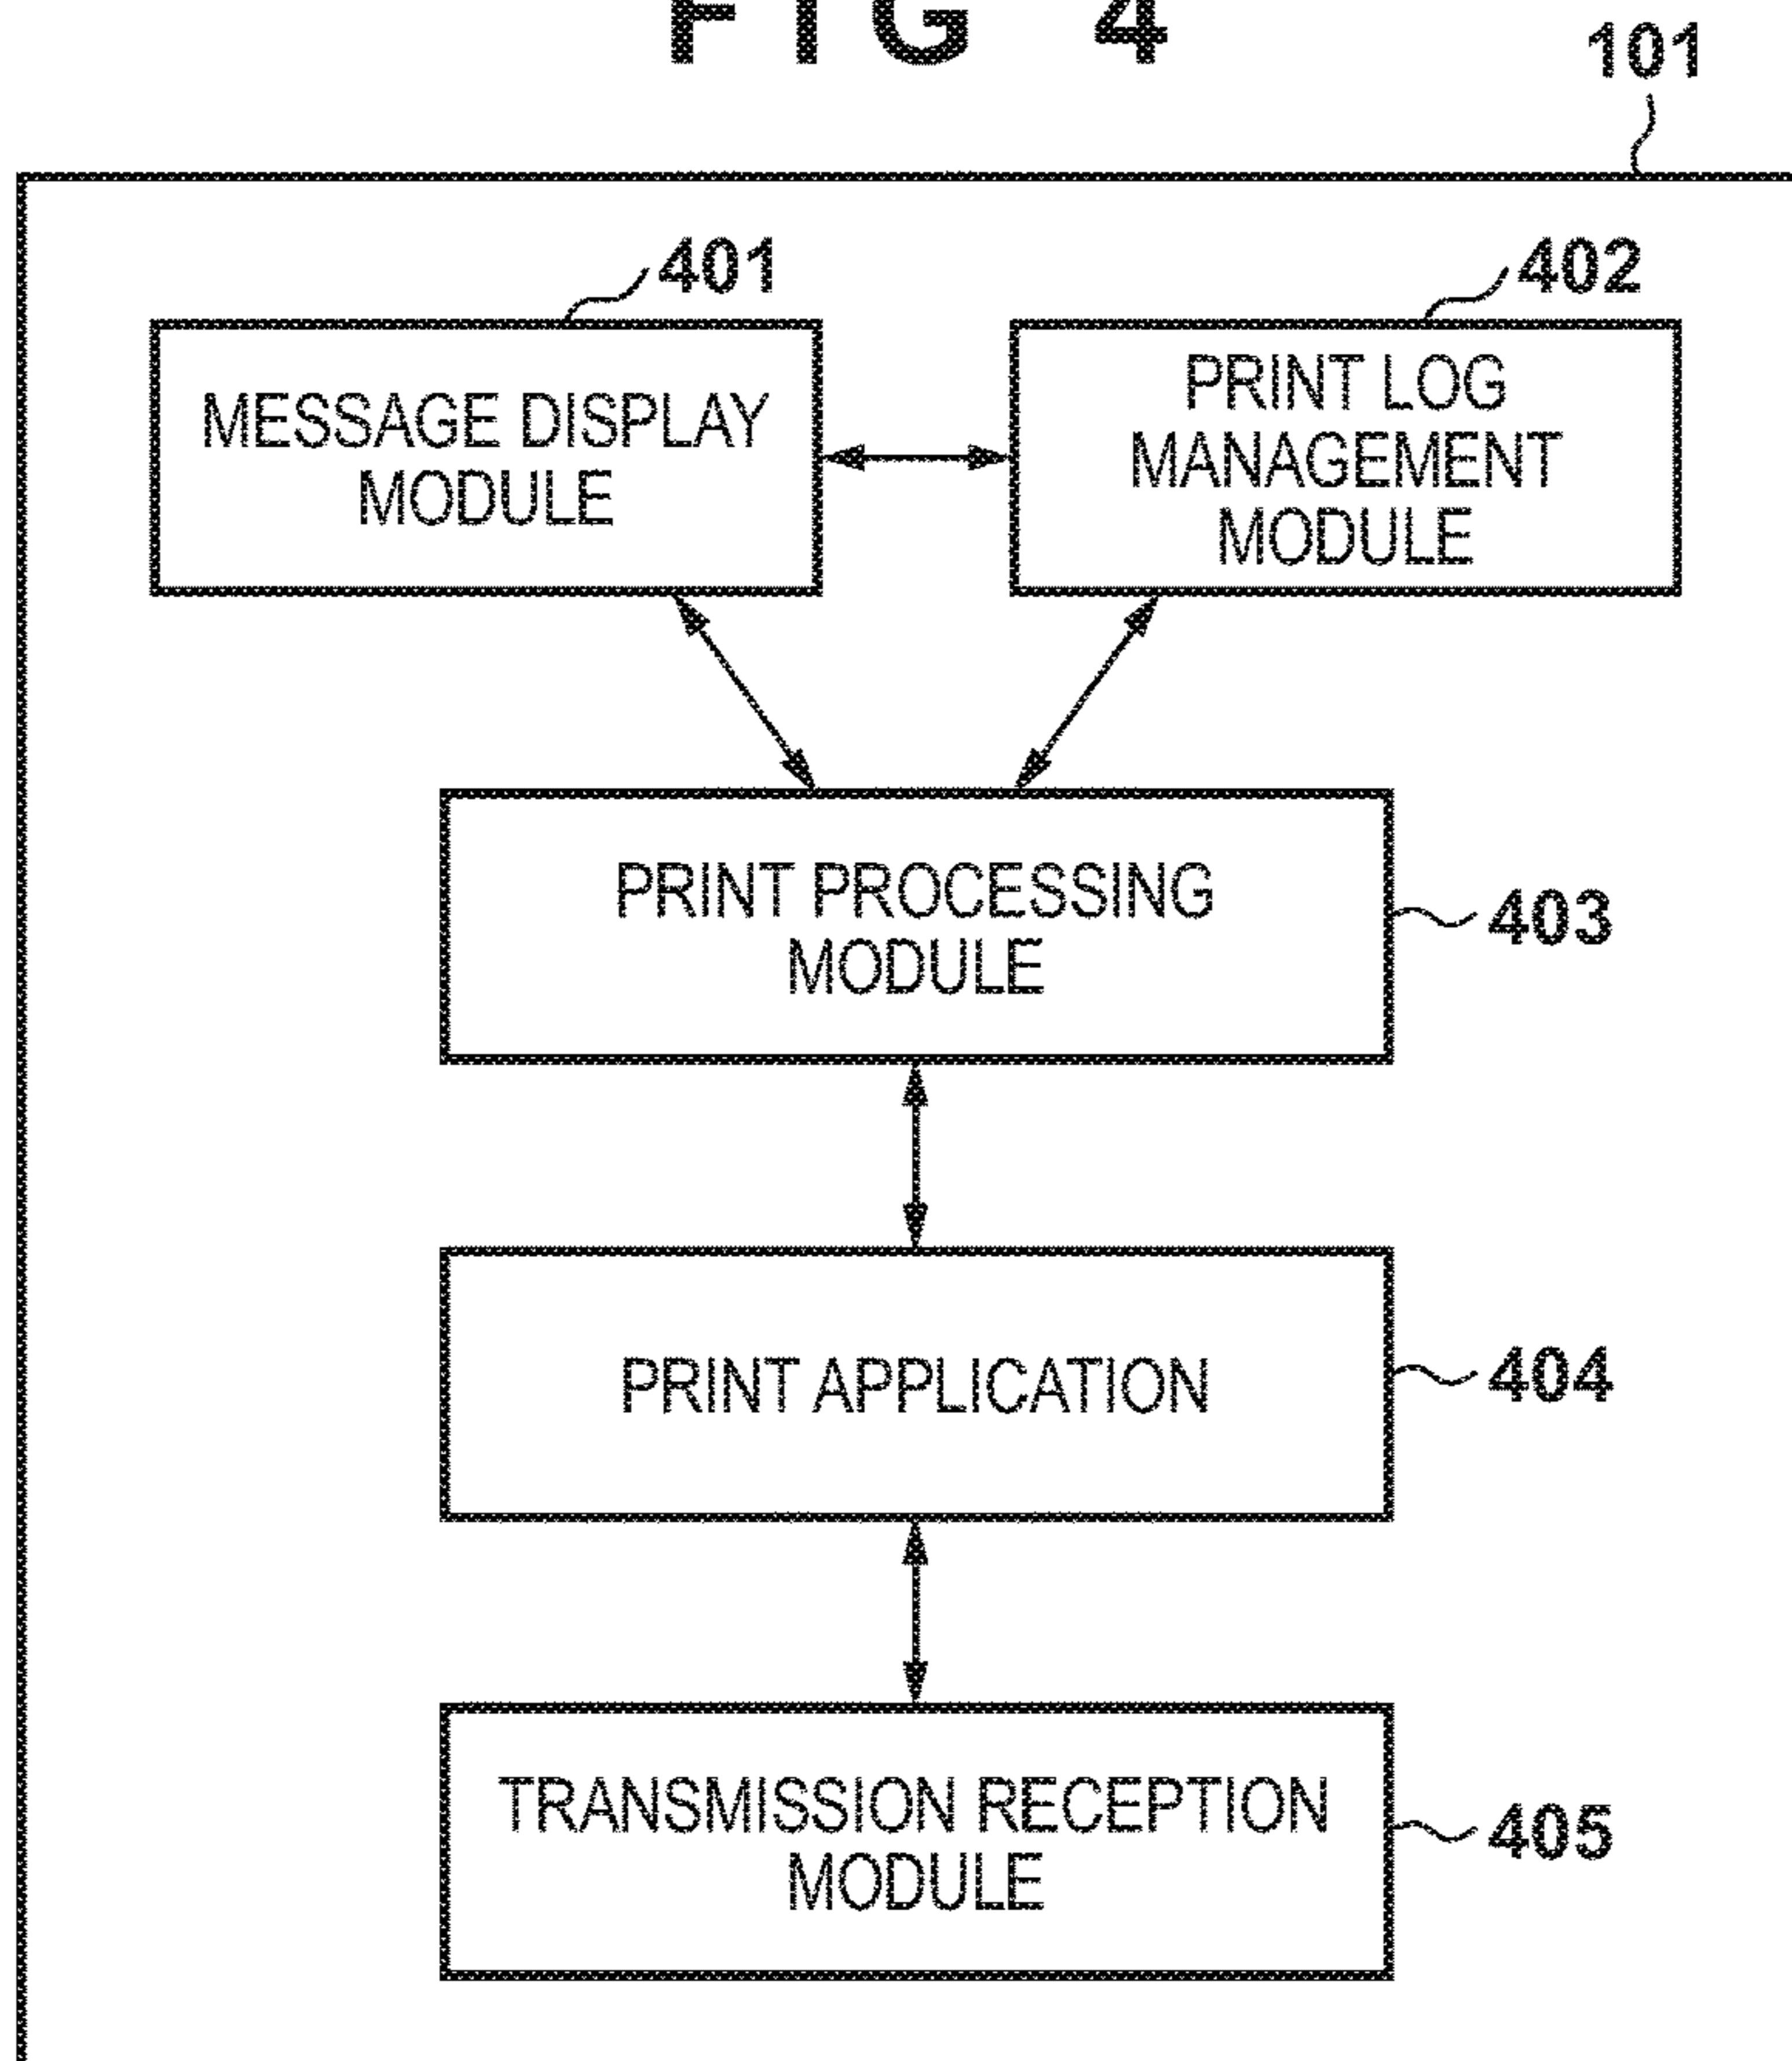 FIG 4
101
401
402
MESSAGE DISPLAY
MODULE
PRINT LOG
MANAGEMENT
MODULE
PRINT PROCESSING
MODULE
403
PRINT APPLICATION
404
TRANSMISSION RECEPTION
MODULE
405